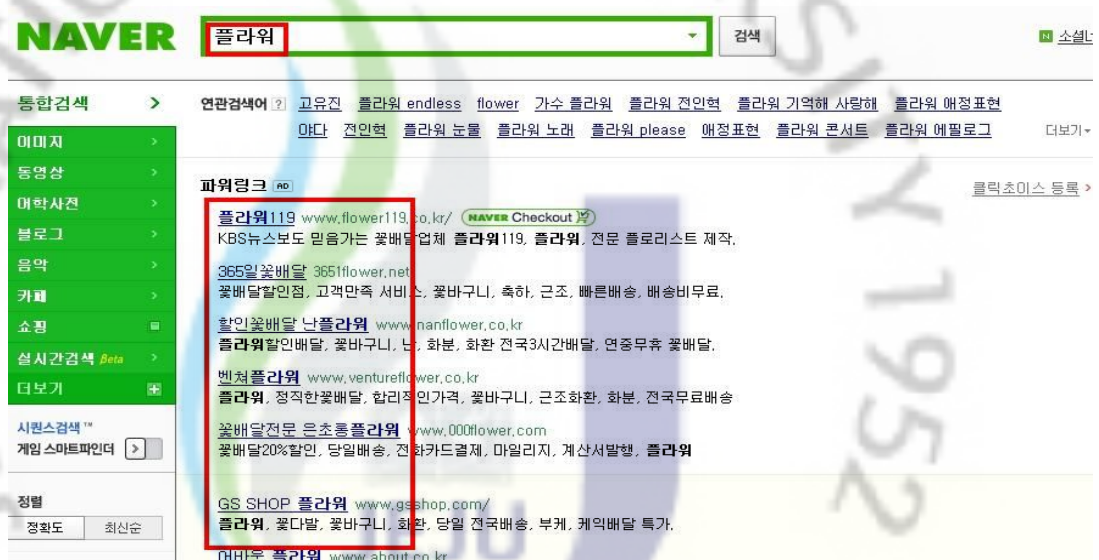 NAVER
플라워
검색
통합검색
연관검색어 ? 고유진 플라워 endless flower 가수 플라워 플라워 전인혁 플라워 기억해 사랑해 플라워 애정표현
야다 전인혁 플라워 눈물 플라워 노래 플라워 please 애정표현 플라워 콘서트 플라워 에필로그 더보기
이미지
동영상
어학사전
블로그
음악
카페
쇼핑
실시간검색 Beta
더보기
시퀀스검색 ™
게임 스마트파인더
정렬
정확도 최신순
파워링크 AD
클릭초이스 등록
플라워119 www.flower119.co.kr/ NAVER Checkout
KBS뉴스보도 믿음가는 꽃배달업체 플라워119, 플라워, 전문 플로리스트 제작.
365일꽃배달 3651flower.net
꽃배달할인점, 고객만족 서비스, 꽃바구니, 축하, 근조, 빠른배송, 배송비무료.
할인꽃배달 난플라워 www.nanflower.co.kr
플라워할인배달, 꽃바구니, 난, 화분, 화환 전국3시간배달, 연중무휴 꽃배달.
벤쳐플라워 www.ventureflower.co.kr
플라워, 정직한꽃배달, 합리적인가격, 꽃바구니, 근조화환, 화분, 전국무료배송
꽃배달전문 은초롱플라워 www.000flower.com
꽃배달20%할인, 당일배송, 전화카드결제, 마일리지, 계산서발행, 플라워
GS SHOP 플라워 www.gsshop.com/
플라워, 꽃다발, 꽃바구니, 화환, 당일 전국배송, 부케, 케익배달 특가.
어바웃 플라워 www.about.co.kr
SITY 1952
JEJU